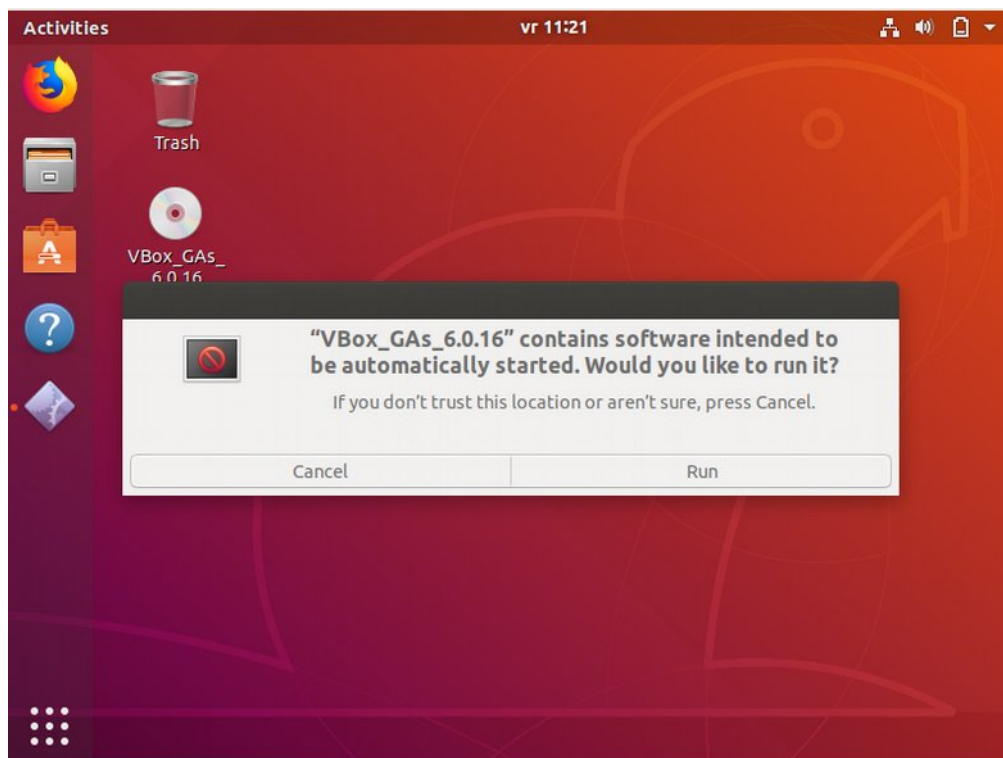 Activities
vr 11:21
Trash
VBox_GAs_
6.0.16
“VBox_GAs_6.0.16” contains software intended to
be automatically started. Would you like to run it?
If you don’t trust this location or aren’t sure, press Cancel.
Cancel
Run